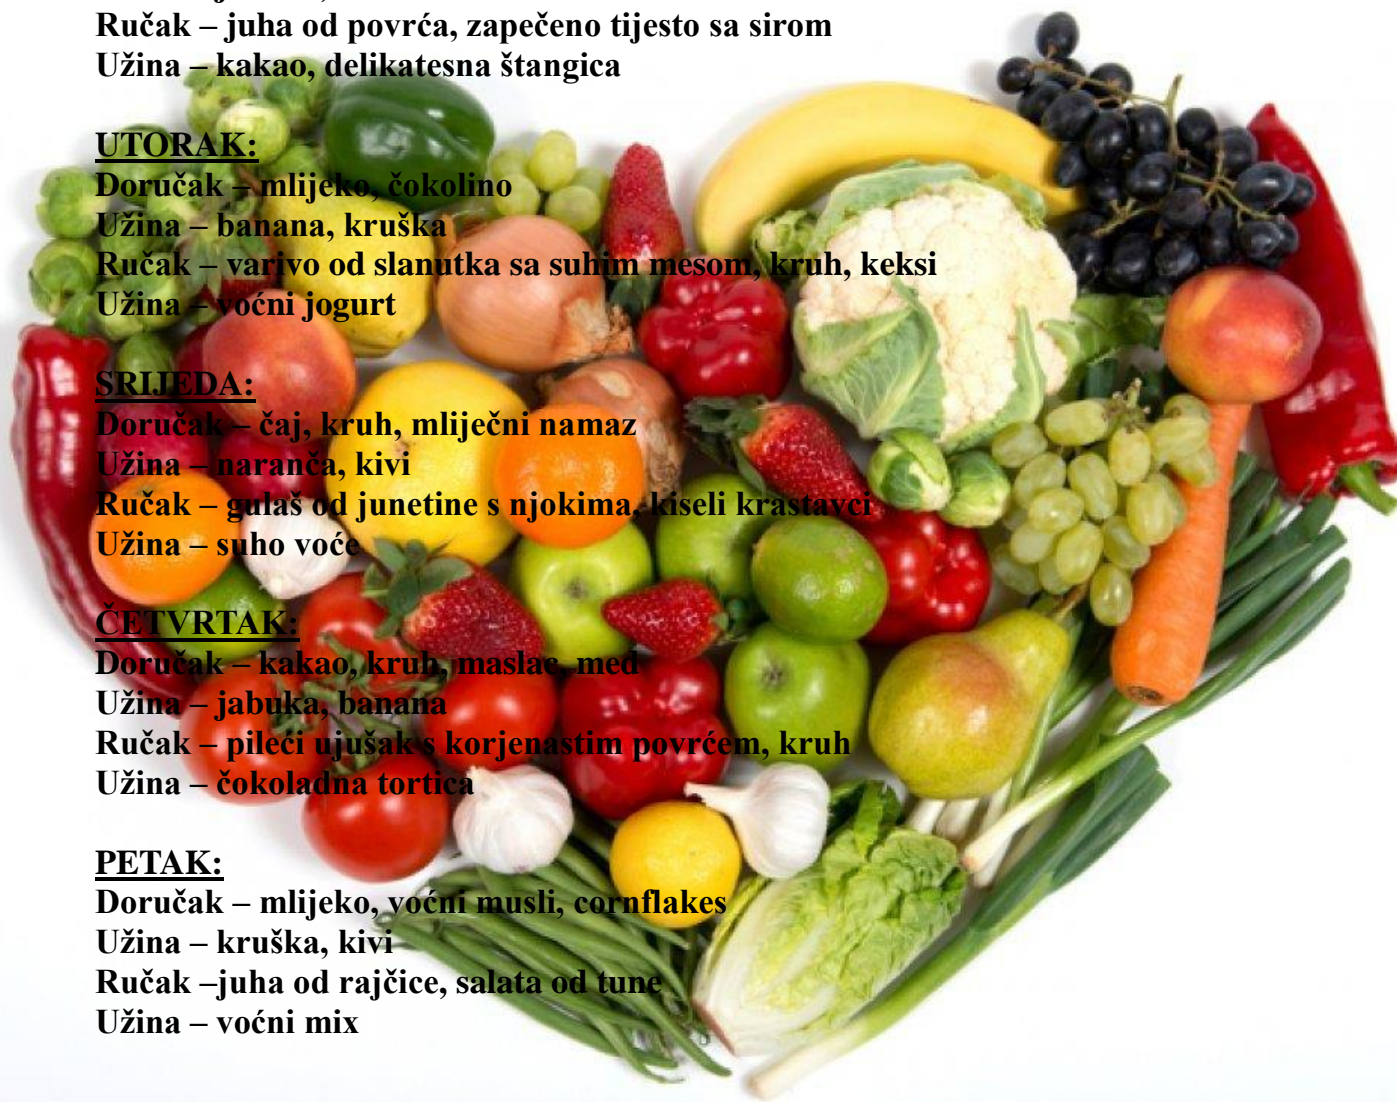 Ručak – juha od povrća, zapečeno tijesto sa sirom
Užina – kakao, delikatesna štangica
UTORAK:
Doručak – mlijeko, čokolino
Užina – banana, kruška
Ručak – varivo od slanutka sa suhim mesom, kruh, keksi
Užina – voćni jogurt
SRIJEDA:
Doručak – čaj, kruh, mliječni namaz
Užina – naranča, kivi
Ručak – gulaš od junetine s njokima, kiseli krastavci
Užina – suho voće
ČETVRTAK:
Doručak – kakao, kruh, maslac, med
Užina – jabuka, banana
Ručak – pileći ujušak s korjenastim povrćem, kruh
Užina – čokoladna tortica
PETAK:
Doručak – mlijeko, voćni musli, cornflakes
Užina – kruška, kivi
Ručak –juha od rajčice, salata od tune
Užina – voćni mix